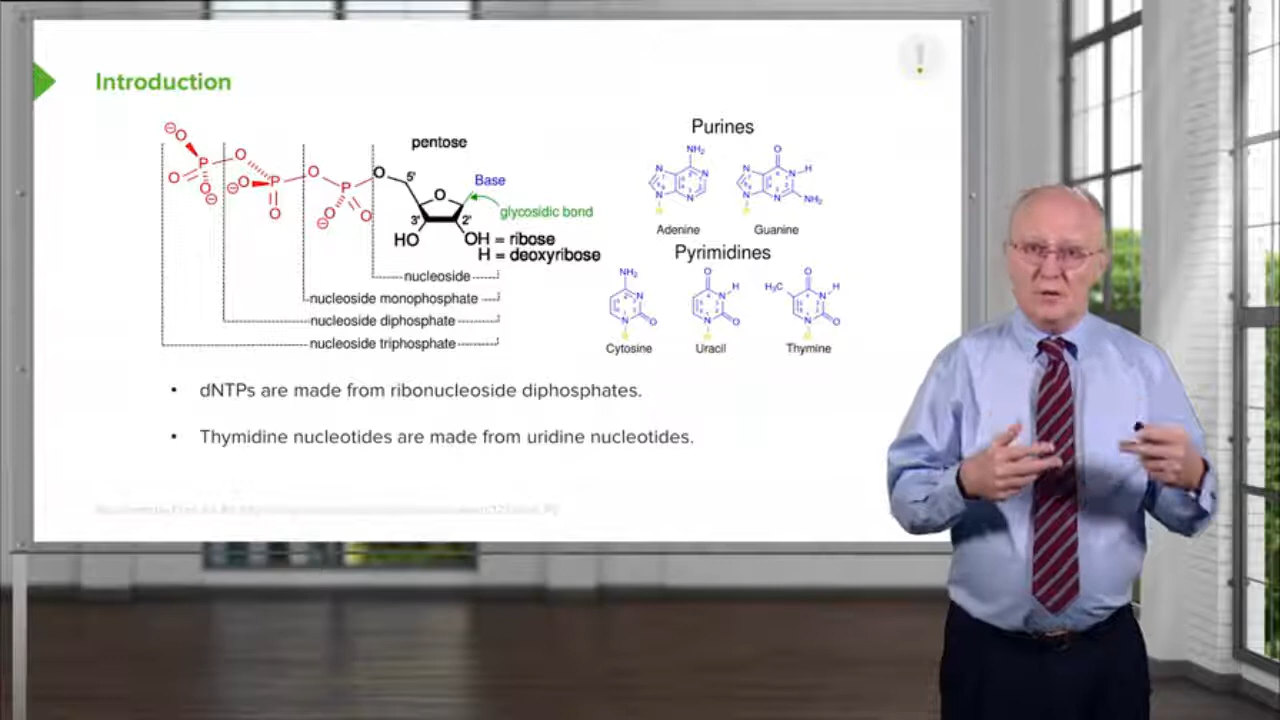 Introduction
pentose
5'
Base
O
glycosidic bond
3' 2'
HO
OH = ribose
H = deoxyribose
nucleoside
nucleoside monophosphate
nucleoside diphosphate
nucleoside triphosphate
O P O O O
O P O O
O P O O
Purines
NH₂
N N N N
Adenine
O
N H
N N N NH₂
Guanine
Pyrimidines
NH₂
N
N O
Cytosine
O
N H
N O
Uracil
O
H₃C N H
N O
Thymine
• dNTPs are made from ribonucleoside diphosphates.
• Thymidine nucleotides are made from uridine nucleotides.
!